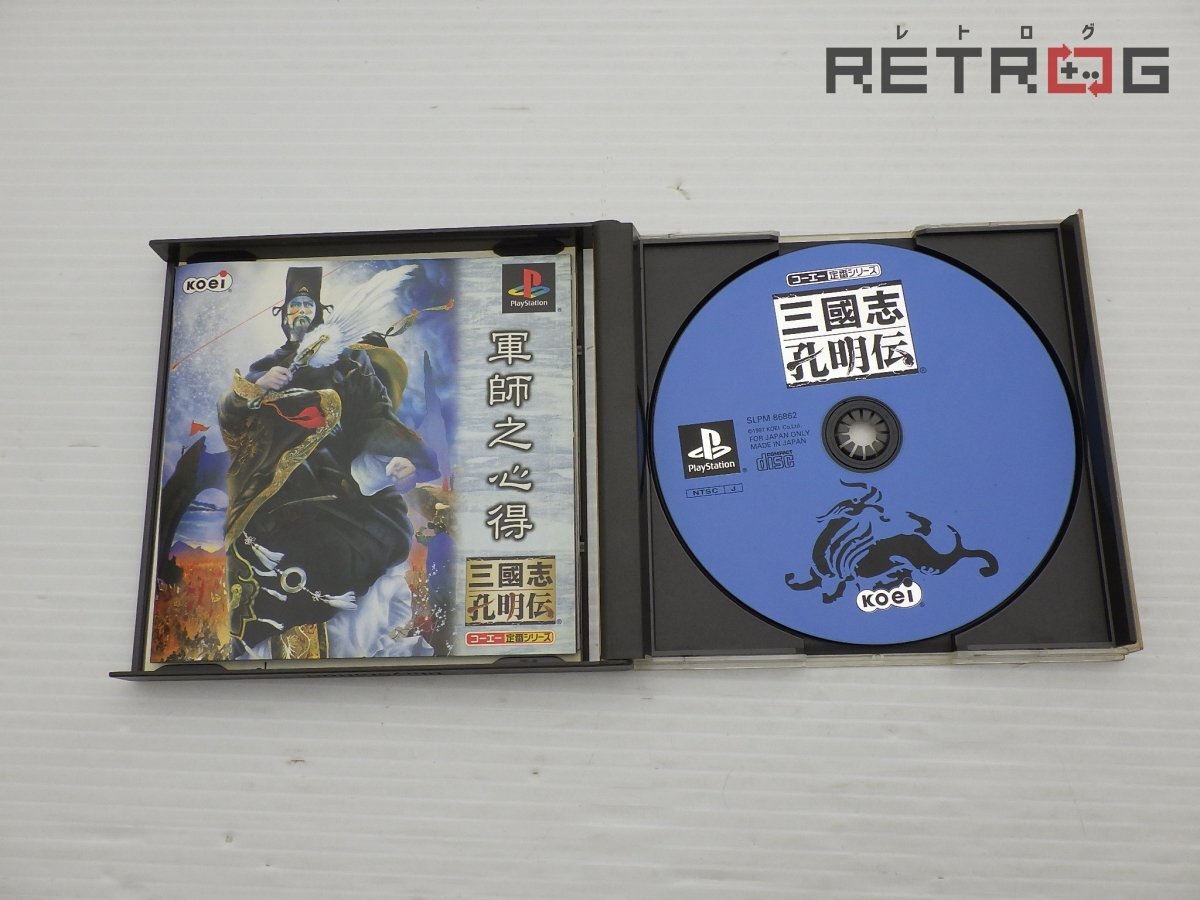 レトログ
RETROG
Koei
PlayStation
軍師之心得
三國志
孔明伝
コーエー定番シリーズ
コーエー定番シリーズ
三國志
孔明伝
SLPM 86862
©1997 KOEI Co.,Ltd.
FOR JAPAN ONLY
MADE IN JAPAN
PlayStation
COMPACT
disc
NTSC J
Koei